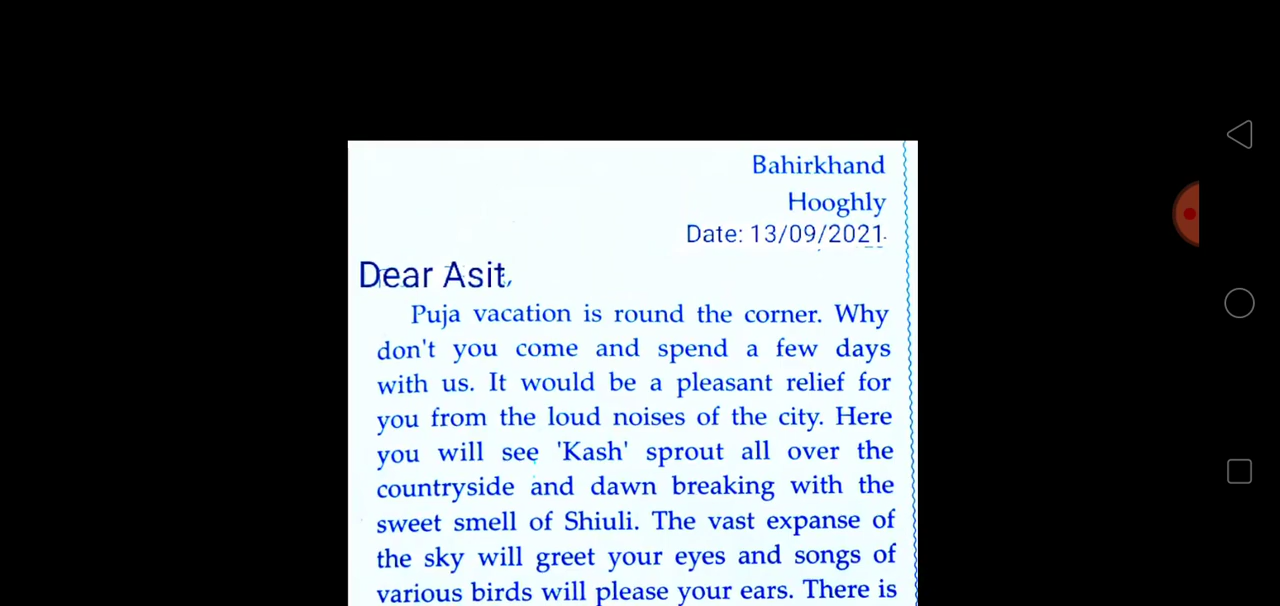 Bahirkhand
Hooghly
Date: 13/09/2021.
Dear Asit,
Puja vacation is round the corner. Why
don't you come and spend a few days
with us. It would be a pleasant relief for
you from the loud noises of the city. Here
you will see 'Kash' sprout all over the
countryside and dawn breaking with the
sweet smell of Shiuli. The vast expanse of
the sky will greet your eyes and songs of
various birds will please your ears. There is